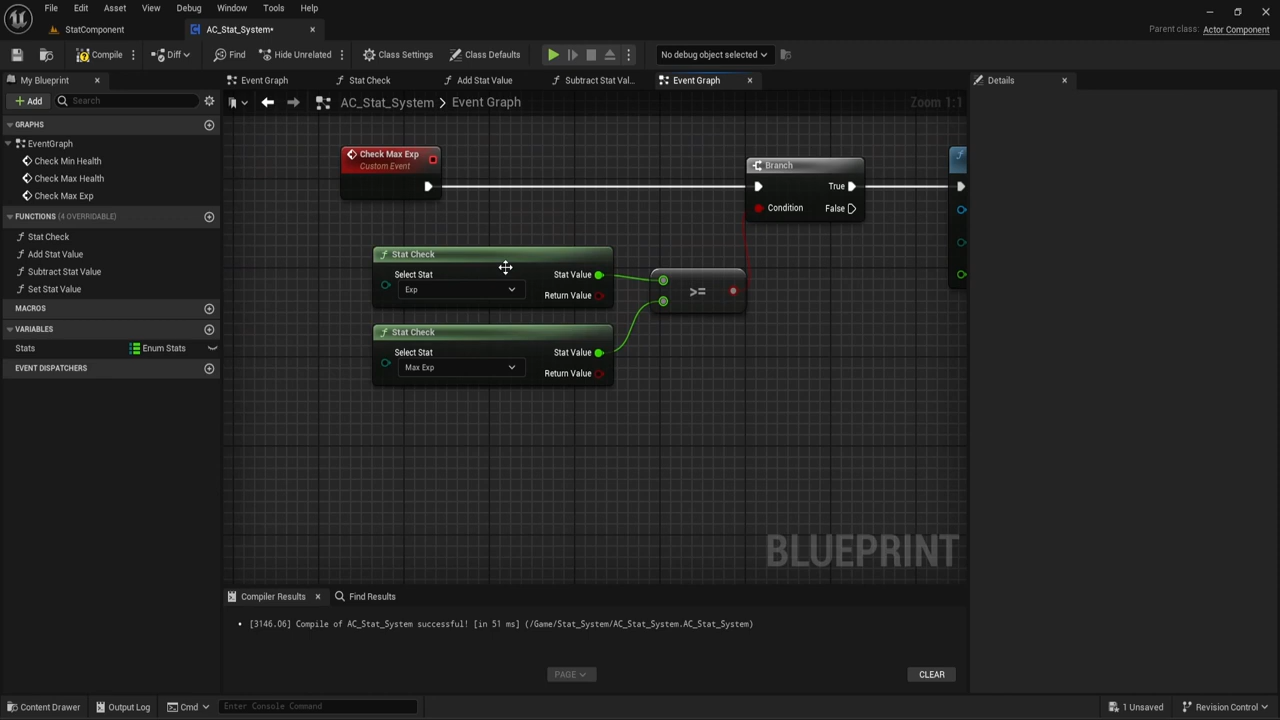 File Edit Asset View Debug Window Tools Help
StatComponent
AC_Stat_System•
Parent class: Actor Component
Compile
Diff
Find
Hide Unrelated
Class Settings
Class Defaults
No debug object selected
My Blueprint
Event Graph
Stat Check
Add Stat Value
Subtract Stat Val...
Event Graph
Details
Add
Search
AC_Stat_System > Event Graph
Zoom 1:1
GRAPHS
EventGraph
Check Min Health
Check Max Health
Check Max Exp
FUNCTIONS (4 OVERRIDABLE)
Stat Check
Add Stat Value
Subtract Stat Value
Set Stat Value
MACROS
VARIABLES
Stats
Enum Stats
EVENT DISPATCHERS
Check Max Exp
Custom Event
Branch
True
Condition
False
f
Stat Check
Select Stat
Stat Value
Exp
Return Value
>=
Stat Check
Select Stat
Stat Value
Max Exp
Return Value
BLUEPRINT
Compiler Results
Find Results
• [3146.06] Compile of AC_Stat_System successful! [in 51 ms] (/Game/Stat_System/AC_Stat_System.AC_Stat_System)
PAGE
CLEAR
Content Drawer
Output Log
Cmd
Enter Console Command
1 Unsaved
Revision Control